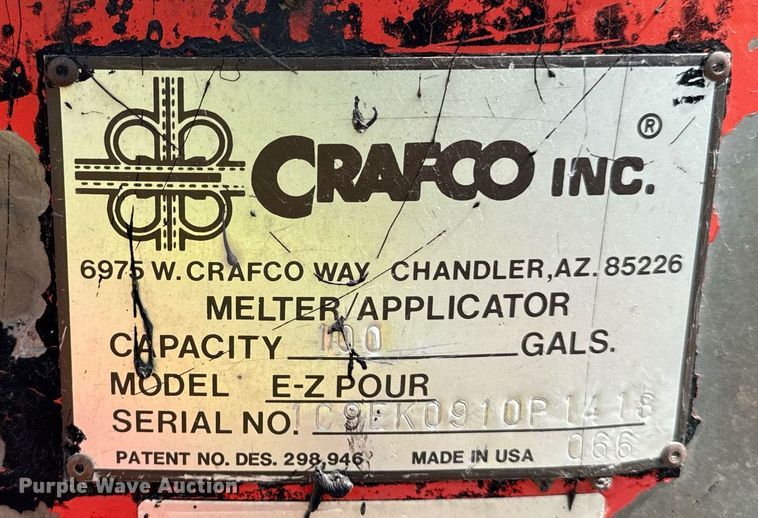 CRAFCO INC.®
6975 W. CRAFCO WAY CHANDLER, AZ. 85226
MELTER/APPLICATOR
CAPACITY 100 GALS.
MODEL E-Z POUR
SERIAL NO. 1C9EK0910P1418
066
PATENT NO. DES. 298,946 MADE IN USA
Purple Wave Auction